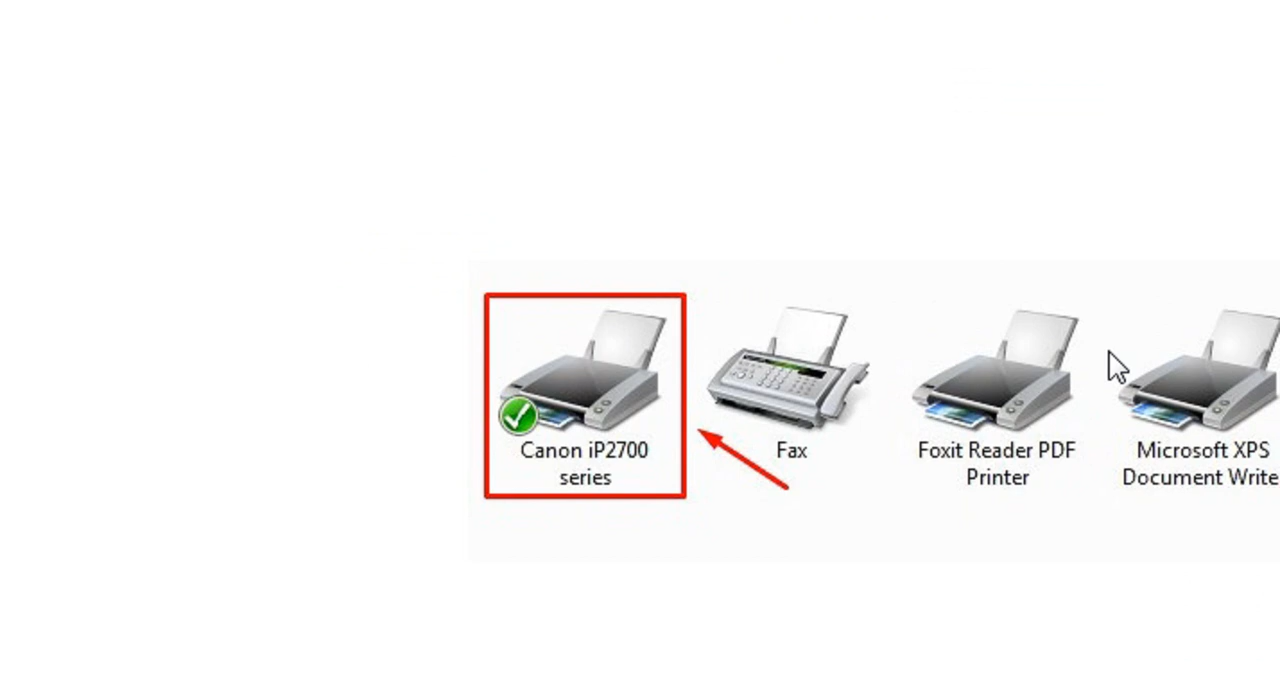 Canon iP2700
series
Fax
Foxit Reader PDF
Printer
Microsoft XPS
Document Write